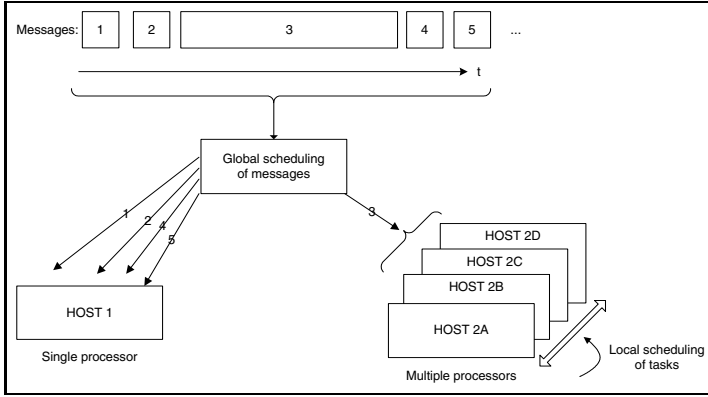 Messages: 1 2 3 4 5 ...
t
Global scheduling
of messages
1
2
4
5
3
HOST 2D
HOST 2C
HOST 2B
HOST 2A
HOST 1
Single processor
Multiple processors
Local scheduling
of tasks